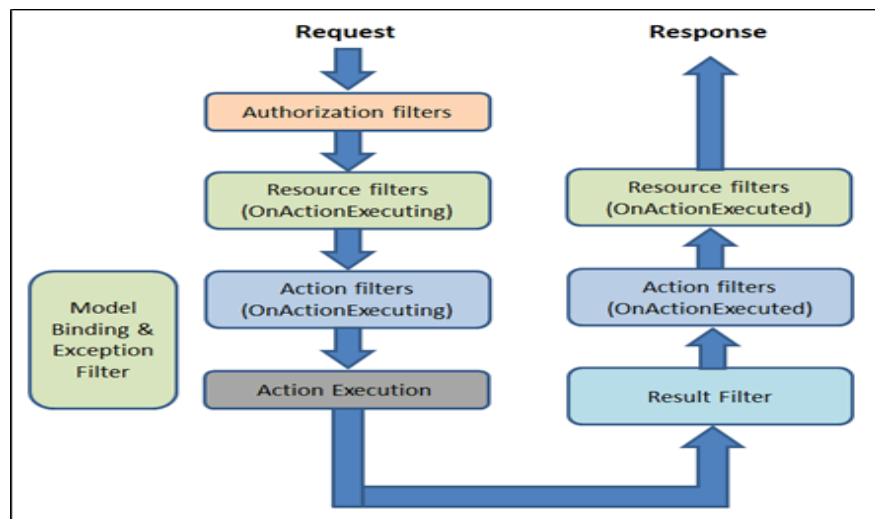 Request
Response
Authorization filters
Resource filters
(OnActionExecuting)
Resource filters
(OnActionExecuted)
Action filters
(OnActionExecuting)
Action filters
(OnActionExecuted)
Model
Binding &
Exception
Filter
Action Execution
Result Filter